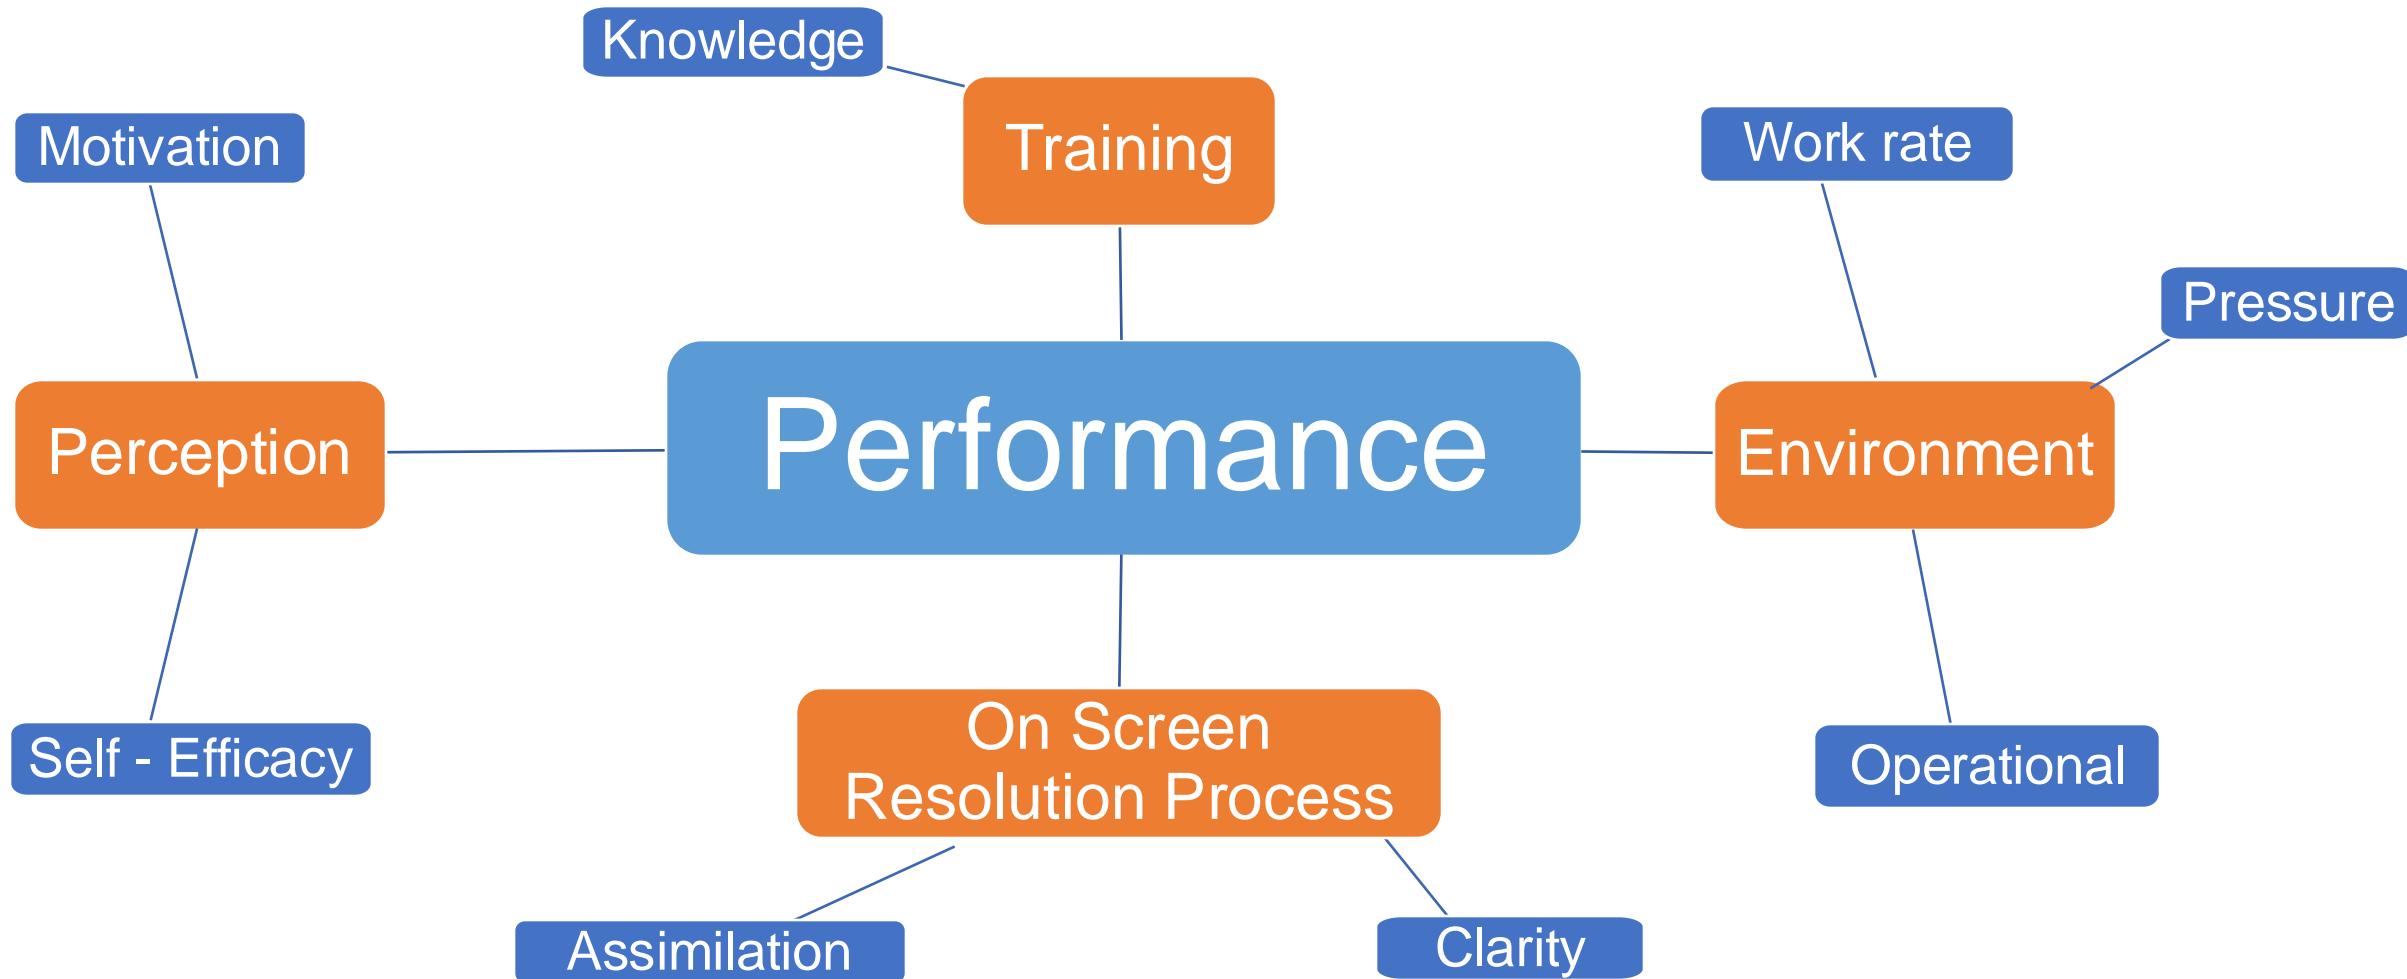 Knowledge
Training
Motivation
Work rate
Pressure
Perception
Performance
Environment
On Screen
Resolution Process
Self - Efficacy
Operational
Assimilation
Clarity